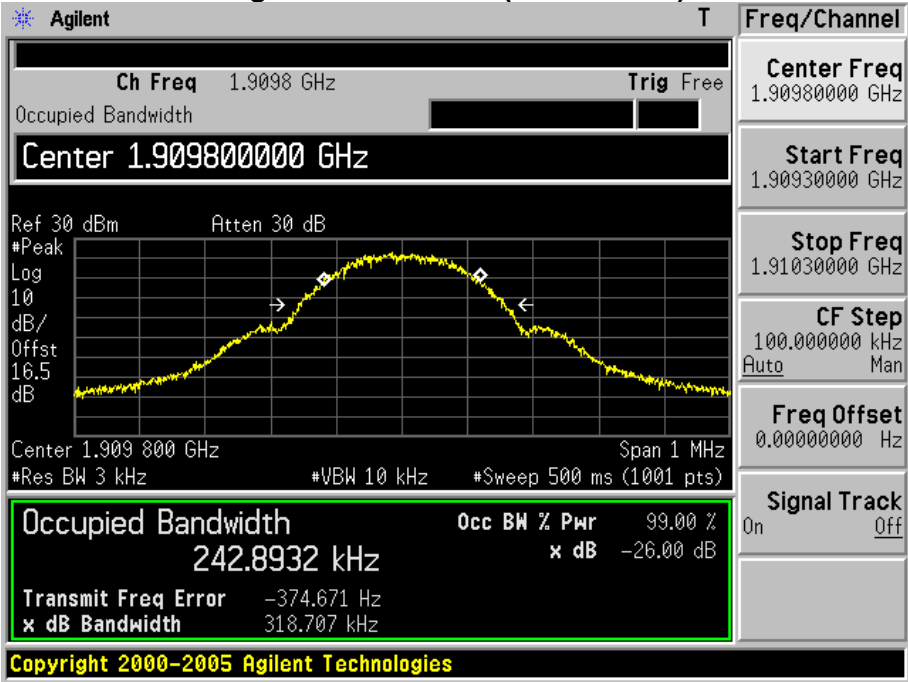 Agilent T
Freq/Channel
Ch Freq 1.9098 GHz Trig Free
Occupied Bandwidth
Center 1.909800000 GHz
Ref 30 dBm Atten 30 dB
#Peak
Log
10
dB/
Offst
16.5
dB
Center 1.909 800 GHz Span 1 MHz
#Res BW 3 kHz #VBW 10 kHz #Sweep 500 ms (1001 pts)
Occupied Bandwidth
242.8932 kHz
Occ BW % Pwr 99.00 %
x dB -26.00 dB
Transmit Freq Error -374.671 Hz
x dB Bandwidth 318.707 kHz
Center Freq
1.90980000 GHz
Start Freq
1.90930000 GHz
Stop Freq
1.91030000 GHz
CF Step
100.000000 kHz
Auto Man
Freq Offset
0.00000000 Hz
Signal Track
On Off
Copyright 2000-2005 Agilent Technologies